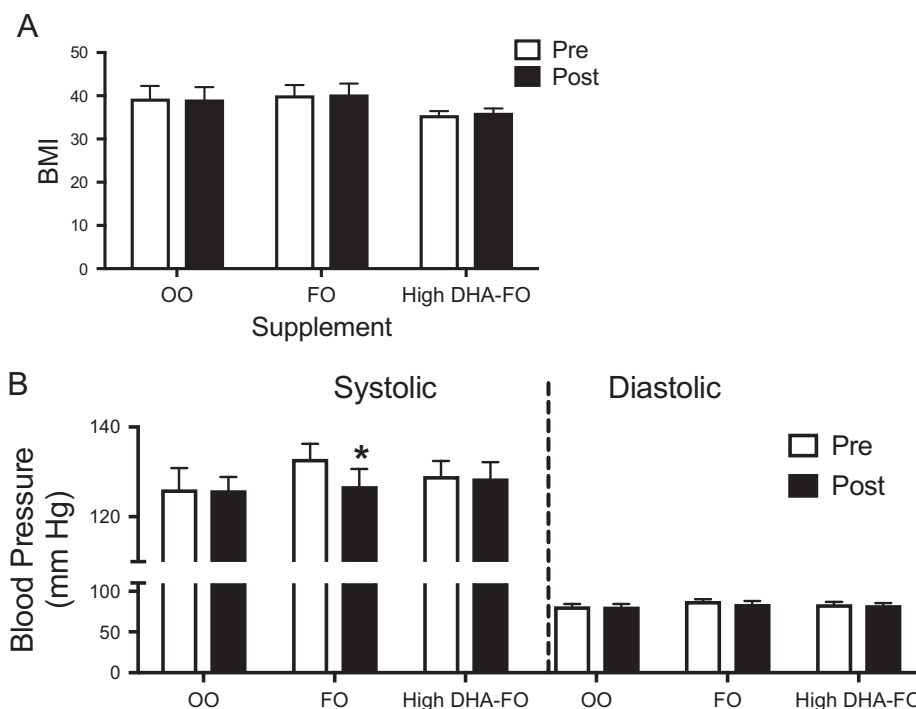 A
50
40
30
20
10
0
BMI
Pre
Post
OO FO High DHA-FO
Supplement
B
Systolic Diastolic
140
120
100
50
0
Blood Pressure
(mm Hg)
*
Pre
Post
OO FO High DHA-FO OO FO High DHA-FO